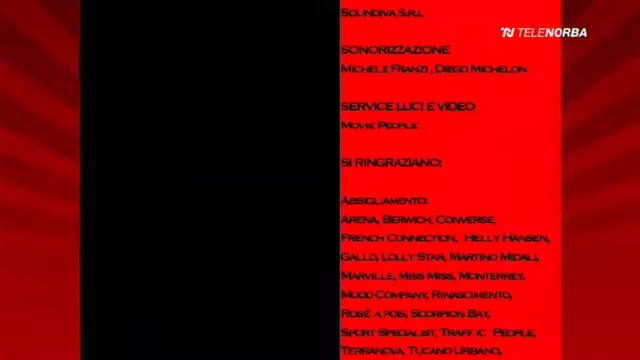 Soundiva S.R.L
TELENORBA
Sonorizzazione
Michele Franzi , Diego Michelon
Service Luci e Video
Movie People
Si ringraziano:
Abbigliamento:
Arena, Berwich, Converse,
French Connection, Helly Hansen,
Gallo, Lolly Star, Martino Midali,
Marville, Miss Miss, Monterrey,
Mood Company, Rinascimento,
Rosè a pois, Scorpion Bay,
Sport Specialist, Traffic People,
Terranova, Tucano Urbano,